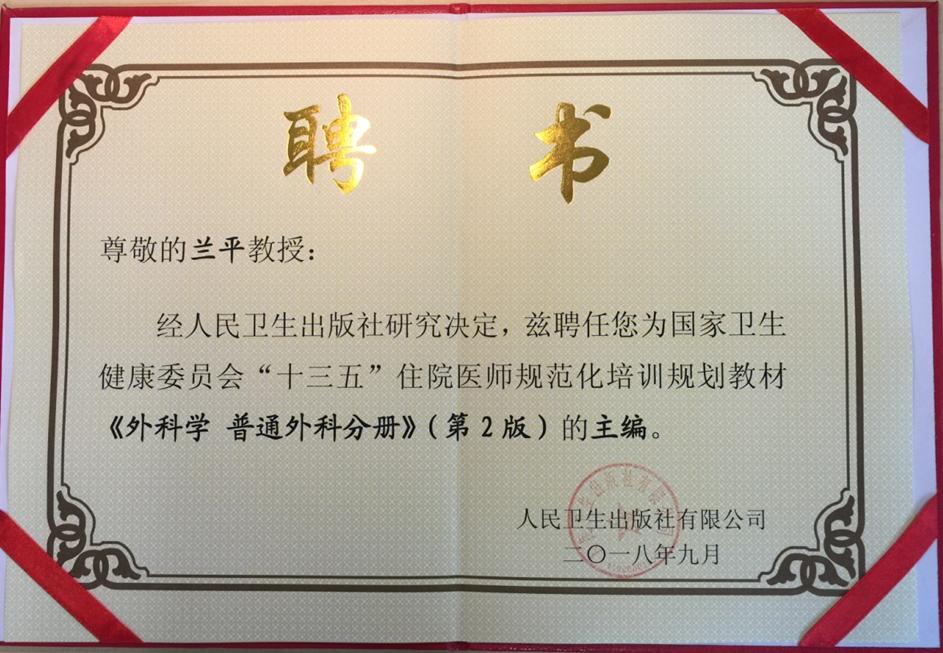 聘 书
尊敬的兰平教授：
经人民卫生出版社研究决定，兹聘任您为国家卫生
健康委员会“十三五”住院医师规范化培训规划教材
《外科学 普通外科分册》（第2版）的主编。
人民卫生出版社有限公司
二〇一八年九月